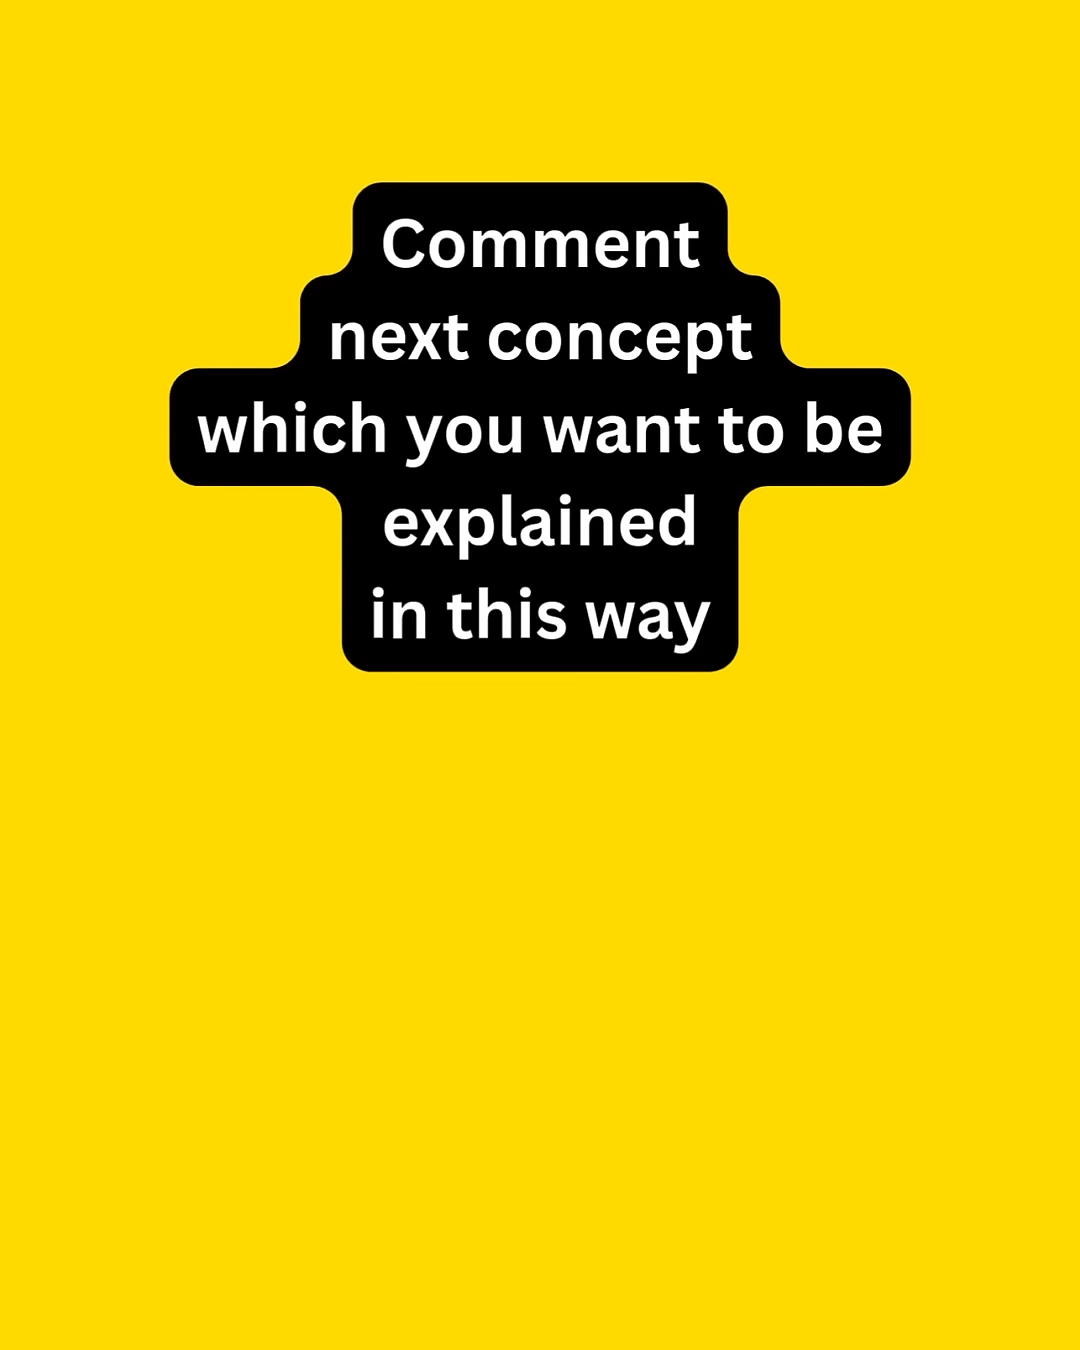 Comment
next concept
which you want to be
explained
in this way